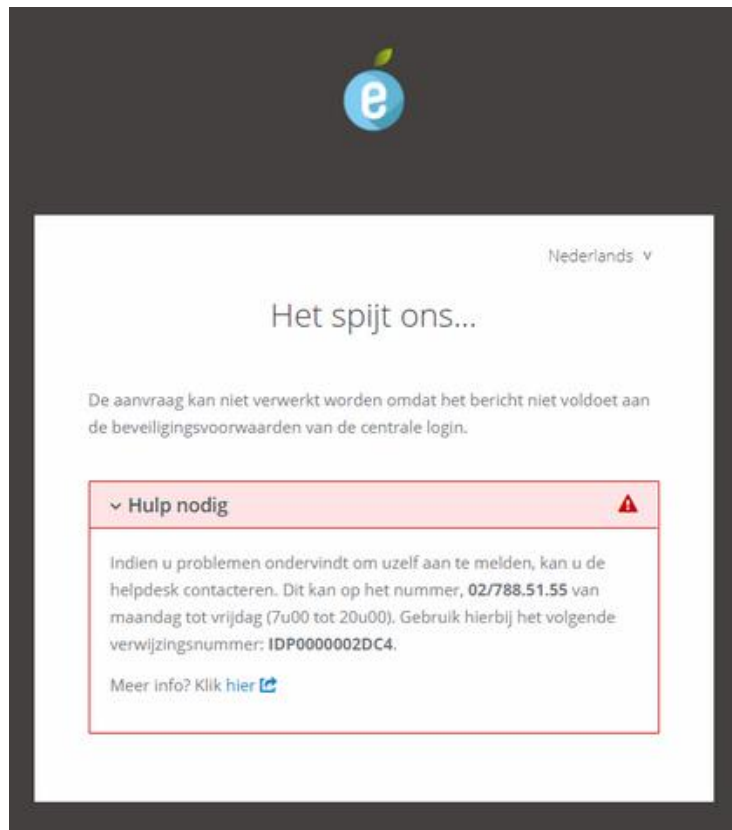 e
Nederlands v
Het spijt ons...
De aanvraag kan niet verwerkt worden omdat het bericht niet voldoet aan
de beveiligingsvoorwaarden van de centrale login.
Hulp nodig
Indien u problemen ondervindt om uzelf aan te melden, kan u de
helpdesk contacteren. Dit kan op het nummer, 02/788.51.55 van
maandag tot vrijdag (7u00 tot 20u00). Gebruik hierbij het volgende
verwijzingsnummer: IDP0000002DC4.
Meer info? Klik hier